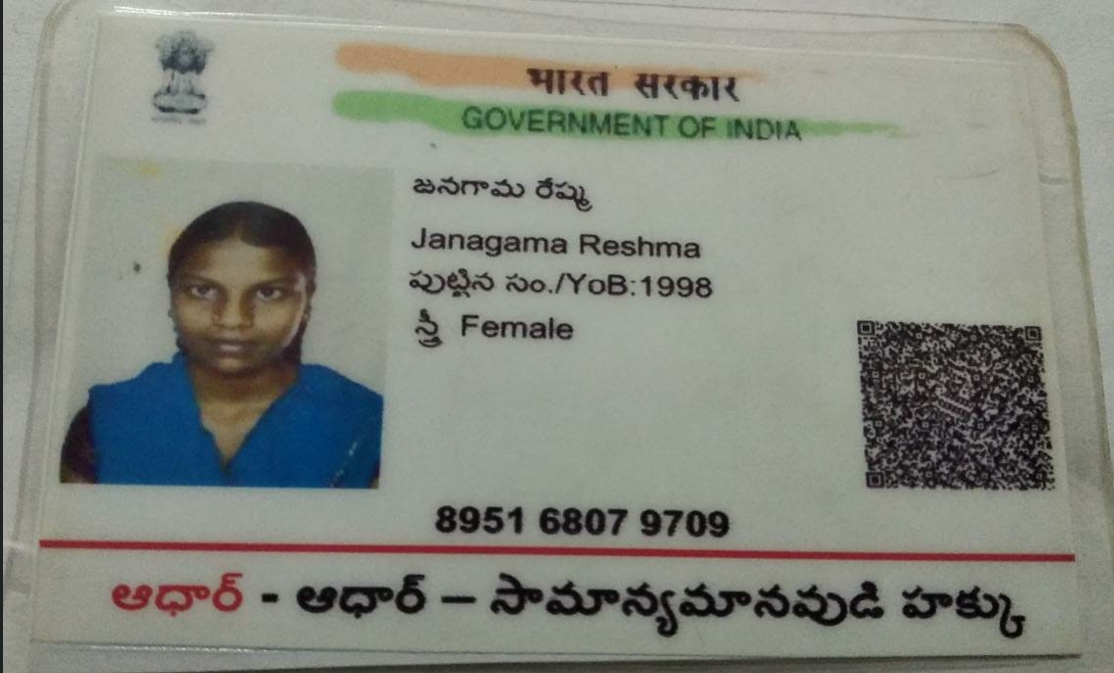 भारत सरकार
GOVERNMENT OF INDIA
జనగామ రేష్మ
Janagama Reshma
పుట్టిన సం./YoB:1998
స్త్రీ Female
8951 6807 9709
ఆధార్ - ఆధార్ – సామాన్యమానవుడి హక్కు